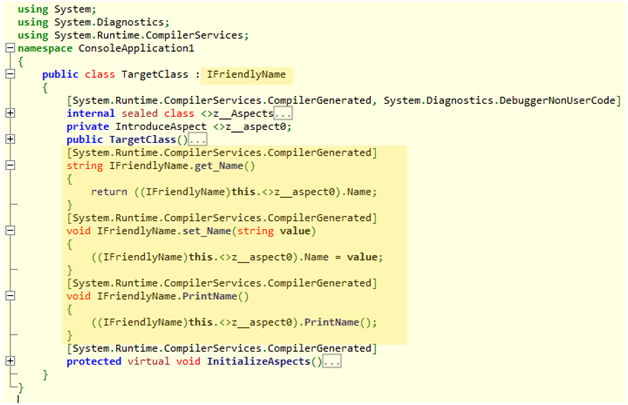 using System;
using System.Diagnostics;
using System.Runtime.CompilerServices;
namespace ConsoleApplication1
{
    public class TargetClass : IFriendlyName
    {
        [System.Runtime.CompilerServices.CompilerGenerated, System.Diagnostics.DebuggerNonUserCode]
        internal sealed class <>z__Aspects...
        private IntroduceAspect <>z__aspect0;
        public TargetClass()...
        [System.Runtime.CompilerServices.CompilerGenerated]
        string IFriendlyName.get_Name()
        {
            return ((IFriendlyName)this.<>z__aspect0).Name;
        }
        [System.Runtime.CompilerServices.CompilerGenerated]
        void IFriendlyName.set_Name(string value)
        {
            ((IFriendlyName)this.<>z__aspect0).Name = value;
        }
        [System.Runtime.CompilerServices.CompilerGenerated]
        void IFriendlyName.PrintName()
        {
            ((IFriendlyName)this.<>z__aspect0).PrintName();
        }
        [System.Runtime.CompilerServices.CompilerGenerated]
        protected virtual void InitializeAspects()...
    }
}